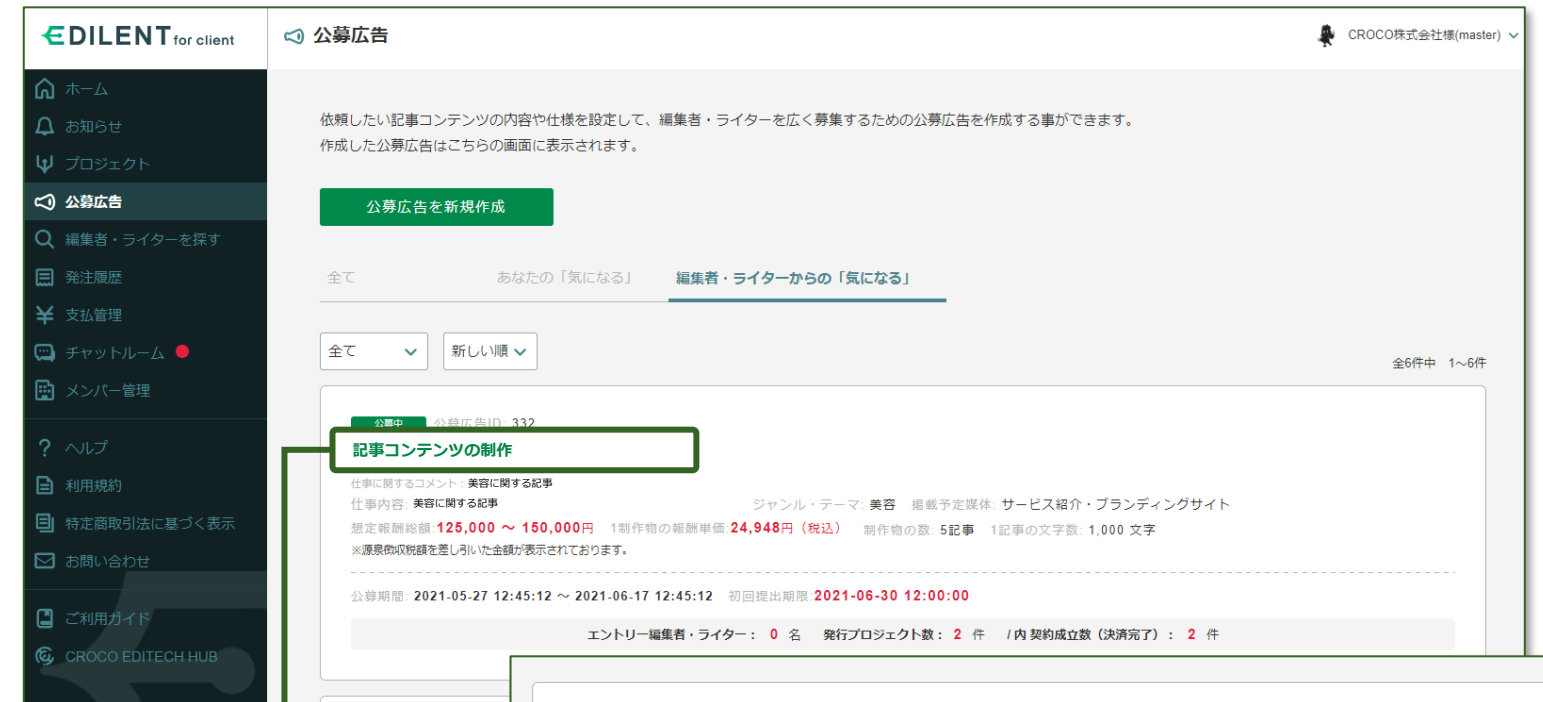 EDILENT for client
公募広告
CROCO株式会社様(master)
ホーム
お知らせ
プロジェクト
公募広告
編集者・ライターを探す
発注履歴
支払管理
チャットルーム
メンバー管理
ヘルプ
利用規約
特定商取引法に基づく表示
お問い合わせ
ご利用ガイド
CROCO EDITECH HUB
依頼したい記事コンテンツの内容や仕様を設定して、編集者・ライターを広く募集するための公募広告を作成する事ができます。
作成した公募広告はこちらの画面に表示されます。
公募広告を新規作成
全て あなたの「気になる」 編集者・ライターからの「気になる」
全て 新しい順
全6件中 1～6件
公募中 公募広告ID: 332
記事コンテンツの制作
仕事に関するコメント: 美容に関する記事
仕事内容: 美容に関する記事 ジャンル・テーマ: 美容 掲載予定媒体: サービス紹介・ブランディングサイト
想定報酬総額:125,000 ～ 150,000円 1制作物の報酬単価:24,948円（税込） 制作物の数: 5記事 1記事の文字数: 1,000 文字
※源泉徴収税額を差し引いた金額が表示されております。
公募期間: 2021-05-27 12:45:12 ～ 2021-06-17 12:45:12 初回提出期限:2021-06-30 12:00:00
エントリー編集者・ライター： 0 名 発行プロジェクト数： 2 件 / 内 契約成立数（決済完了）： 2 件